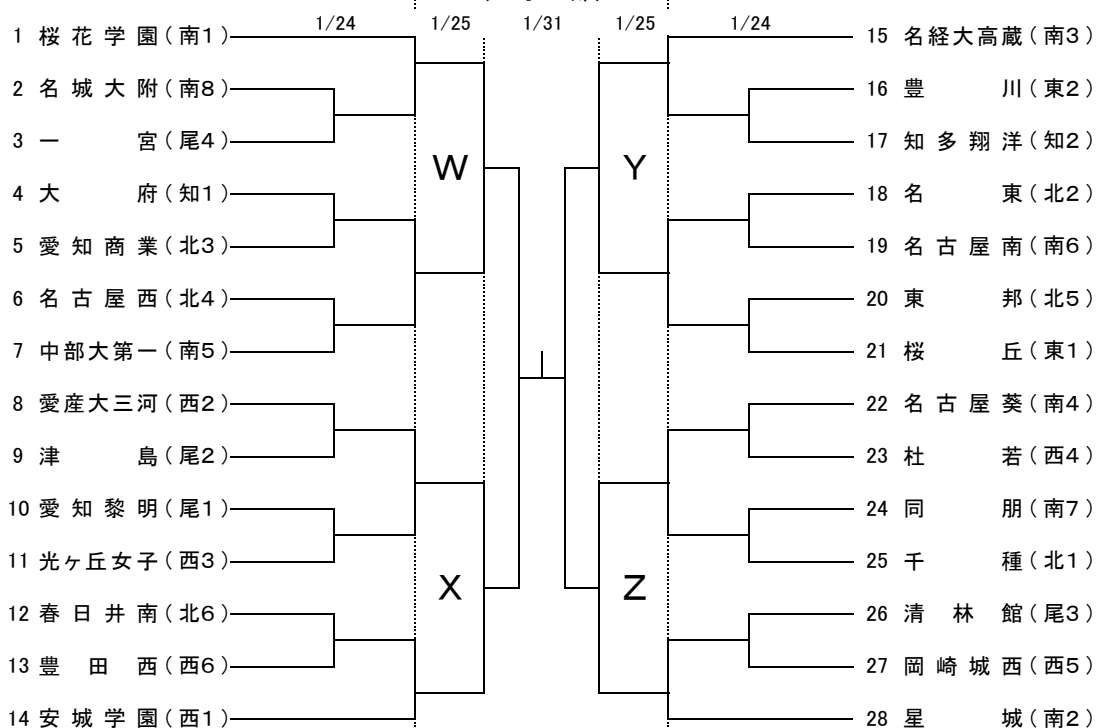 1/24 1/25 1/31 1/25 1/24
1 桜花学園(南1)
2 名城大附(南8)
3 一宮(尾4)
4 大府(知1)
5 愛知商業(北3)
6 名古屋西(北4)
7 中部大第一(南5)
8 愛産大三河(西2)
9 津島(尾2)
10 愛知黎明(尾1)
11 光ヶ丘女子(西3)
12 春日井南(北6)
13 豊田西(西6)
14 安城学園(西1)
W
X
Y
Z
15 名経大高蔵(南3)
16 豊川(東2)
17 知多翔洋(知2)
18 名東(北2)
19 名古屋南(南6)
20 東邦(北5)
21 桜丘(東1)
22 名古屋葵(南4)
23 杜若(西4)
24 同朋(南7)
25 千種(北1)
26 清林館(尾3)
27 岡崎城西(西5)
28 星城(南2)